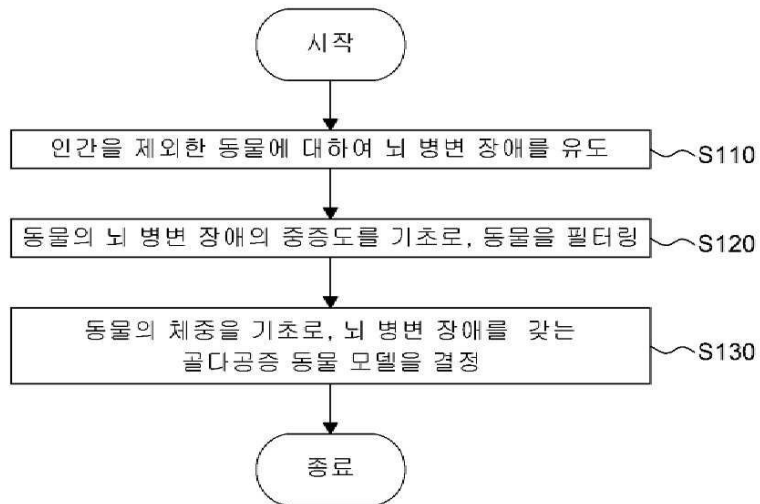 시작
인간을 제외한 동물에 대하여 뇌 병변 장애를 유도
S110
동물의 뇌 병변 장애의 중증도를 기초로, 동물을 필터링
S120
동물의 체중을 기초로, 뇌 병변 장애를 갖는
골다공증 동물 모델을 결정
S130
종료